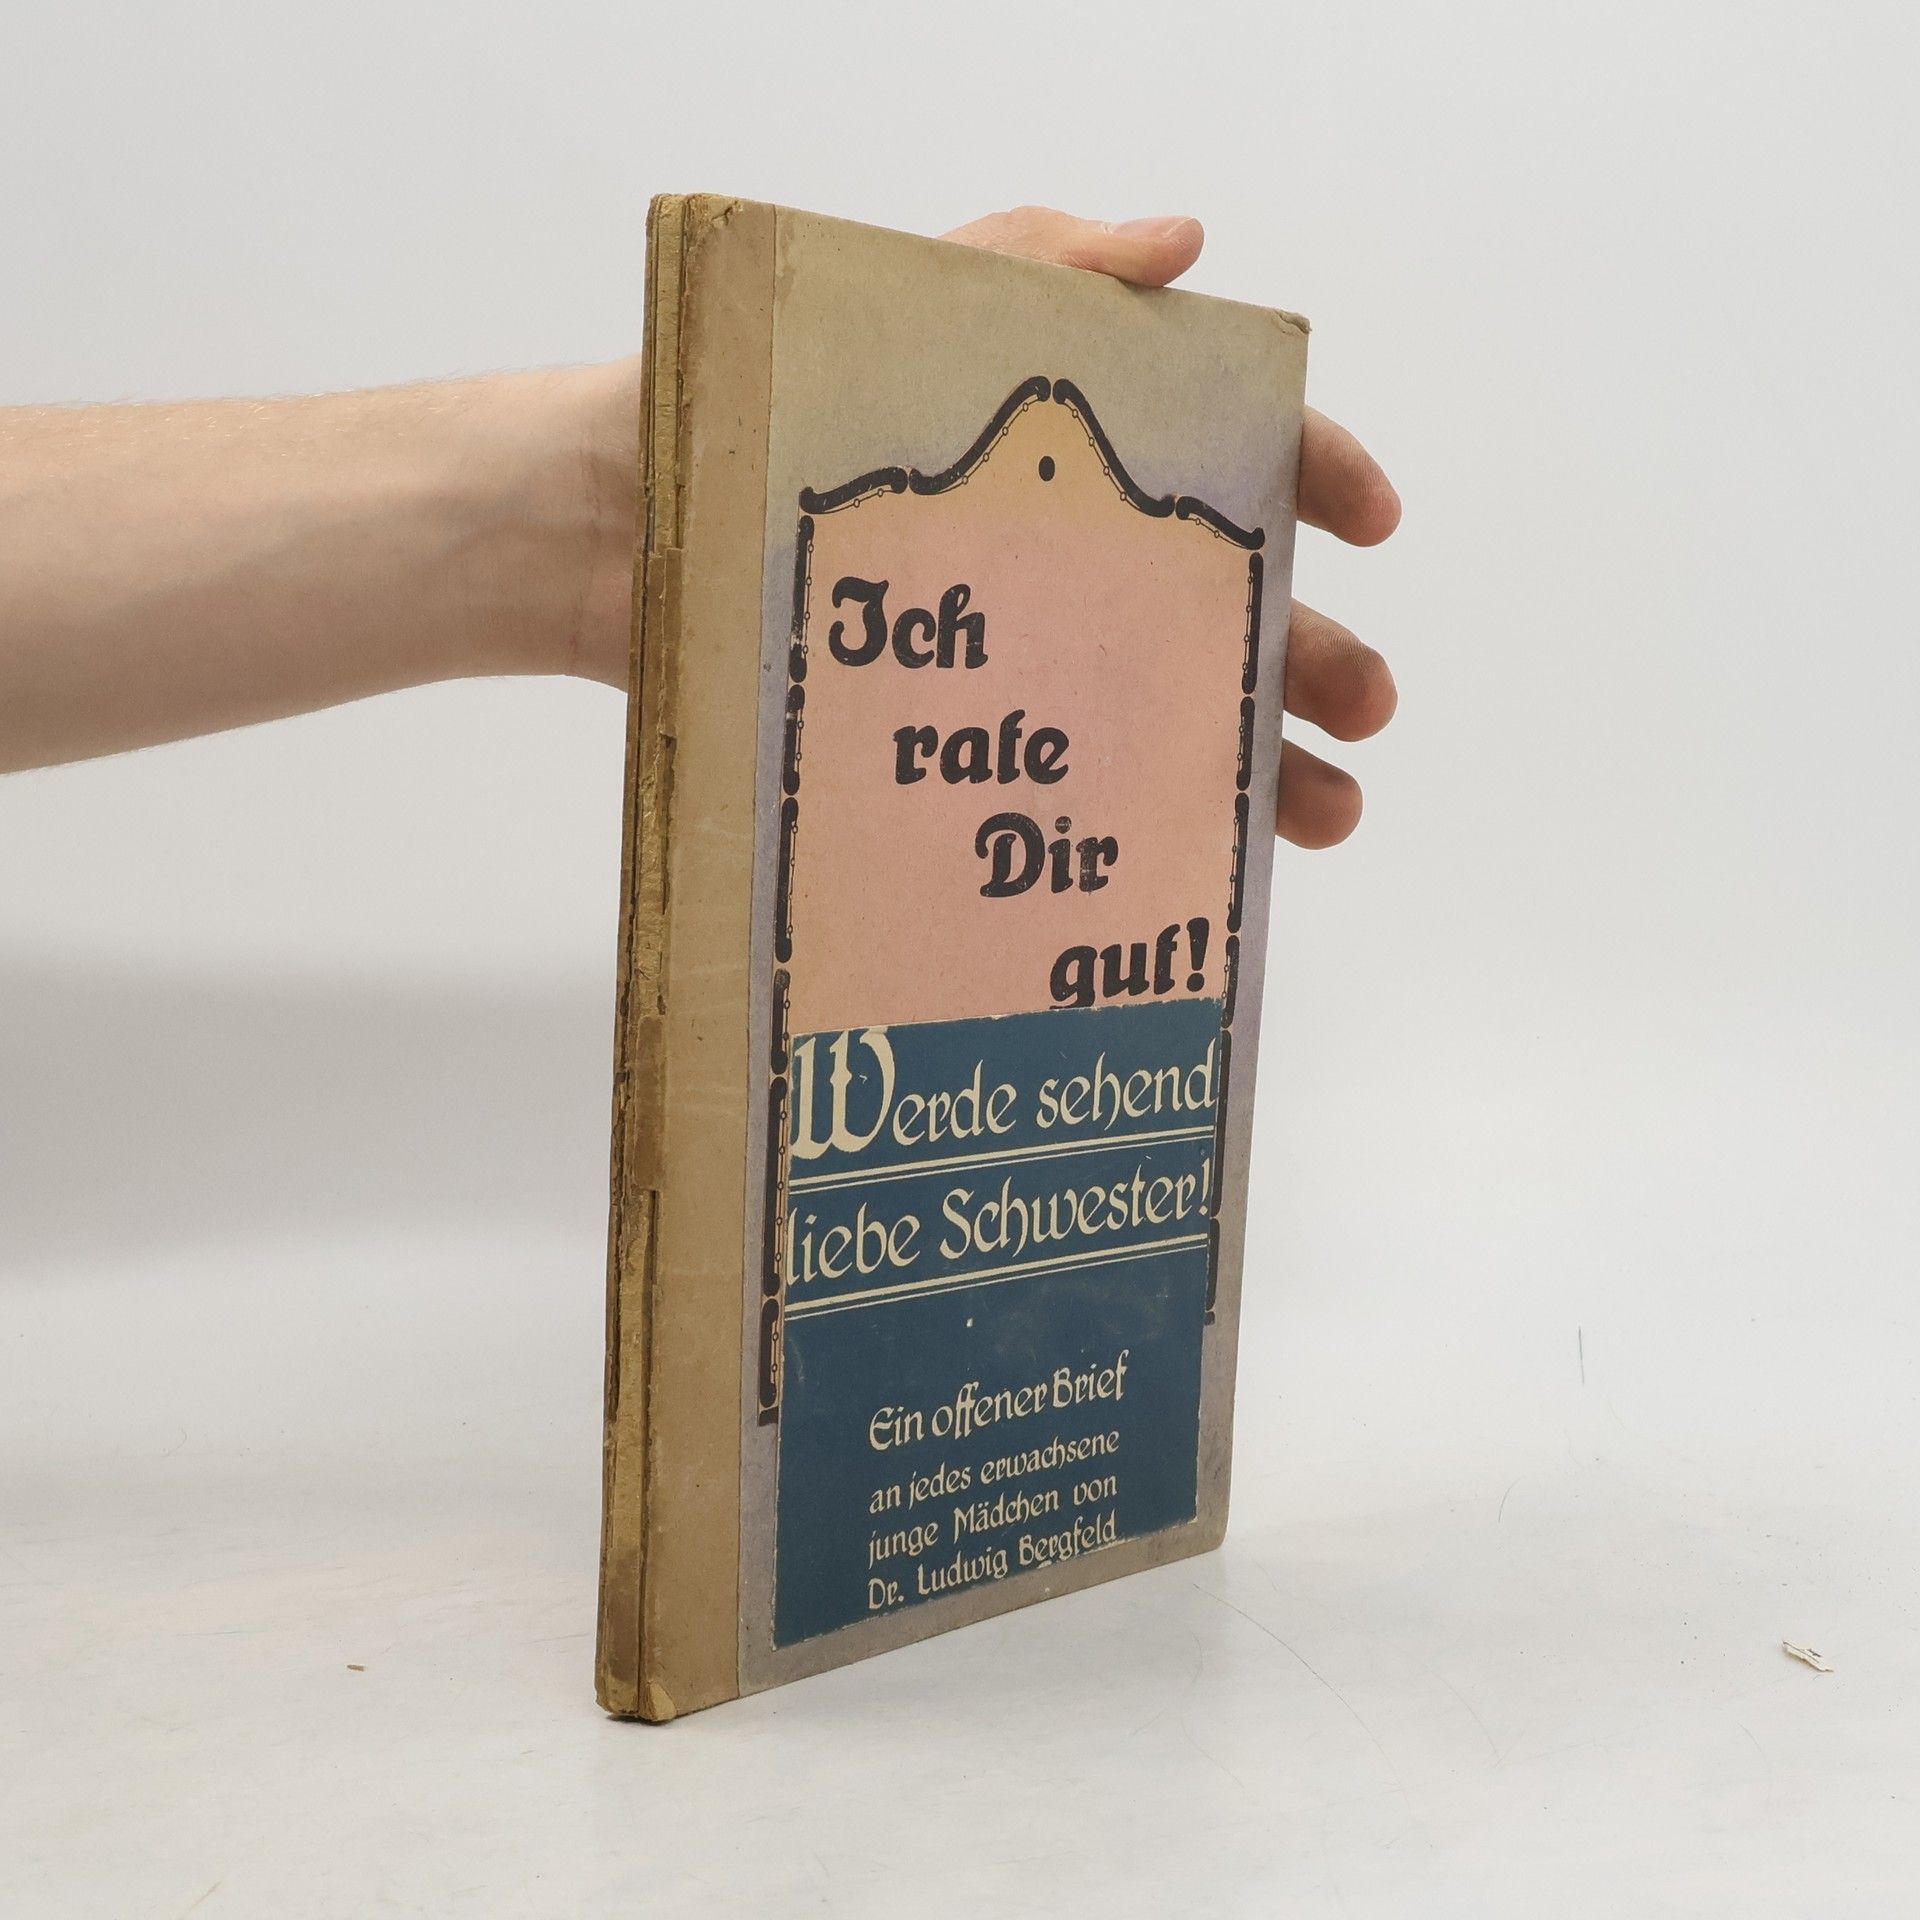 Ich
rate
Dir
gut!
Werde sehend
liebe Schwester!
Ein offener Brief
an jedes erwachsene
junge Mädchen von
Dr. Ludwig Bergfeld